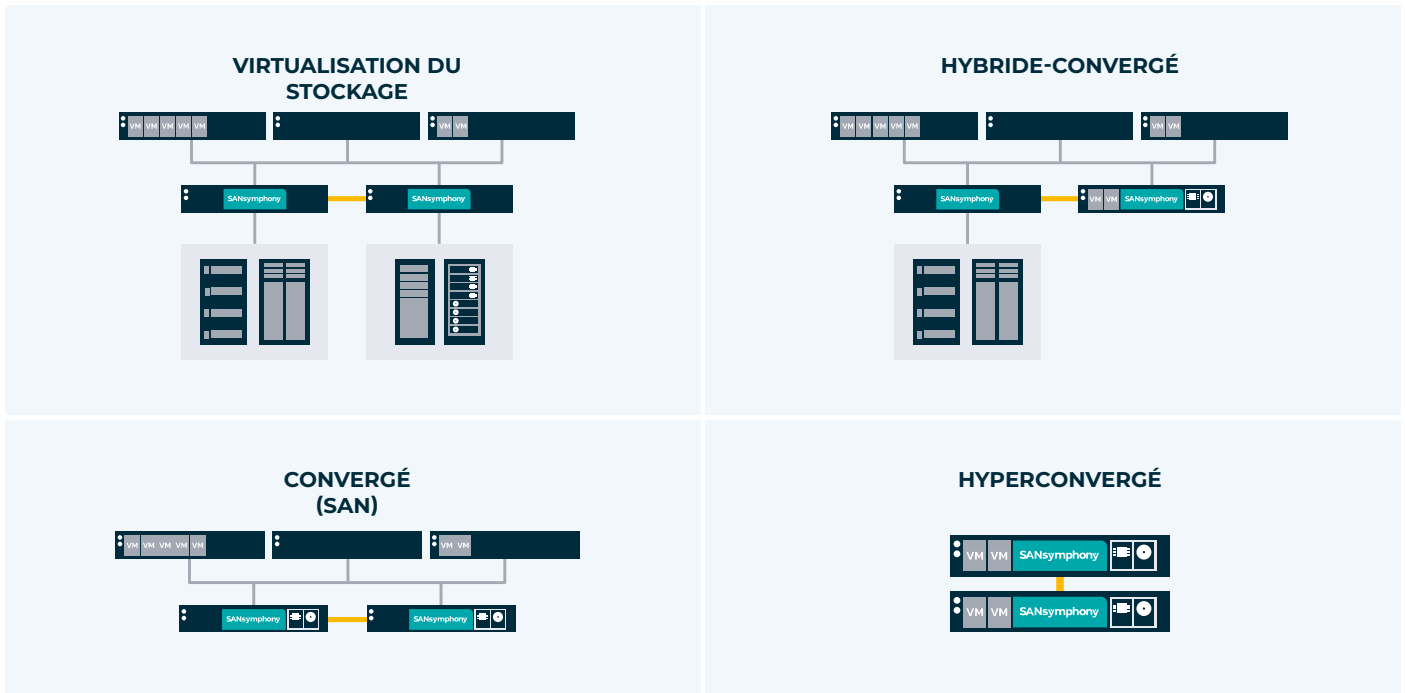 VIRTUALISATION DU
STOCKAGE
VM VM VM VM VM VM VM
SANsymphony SANsymphony
HYBRIDE-CONVERGÉ
VM VM VM VM VM VM VM
SANsymphony VM VM SANsymphony
CONVERGÉ
(SAN)
VM VM VM VM VM VM VM
SANsymphony SANsymphony
HYPERCONVERGÉ
VM VM SANsymphony
VM VM SANsymphony